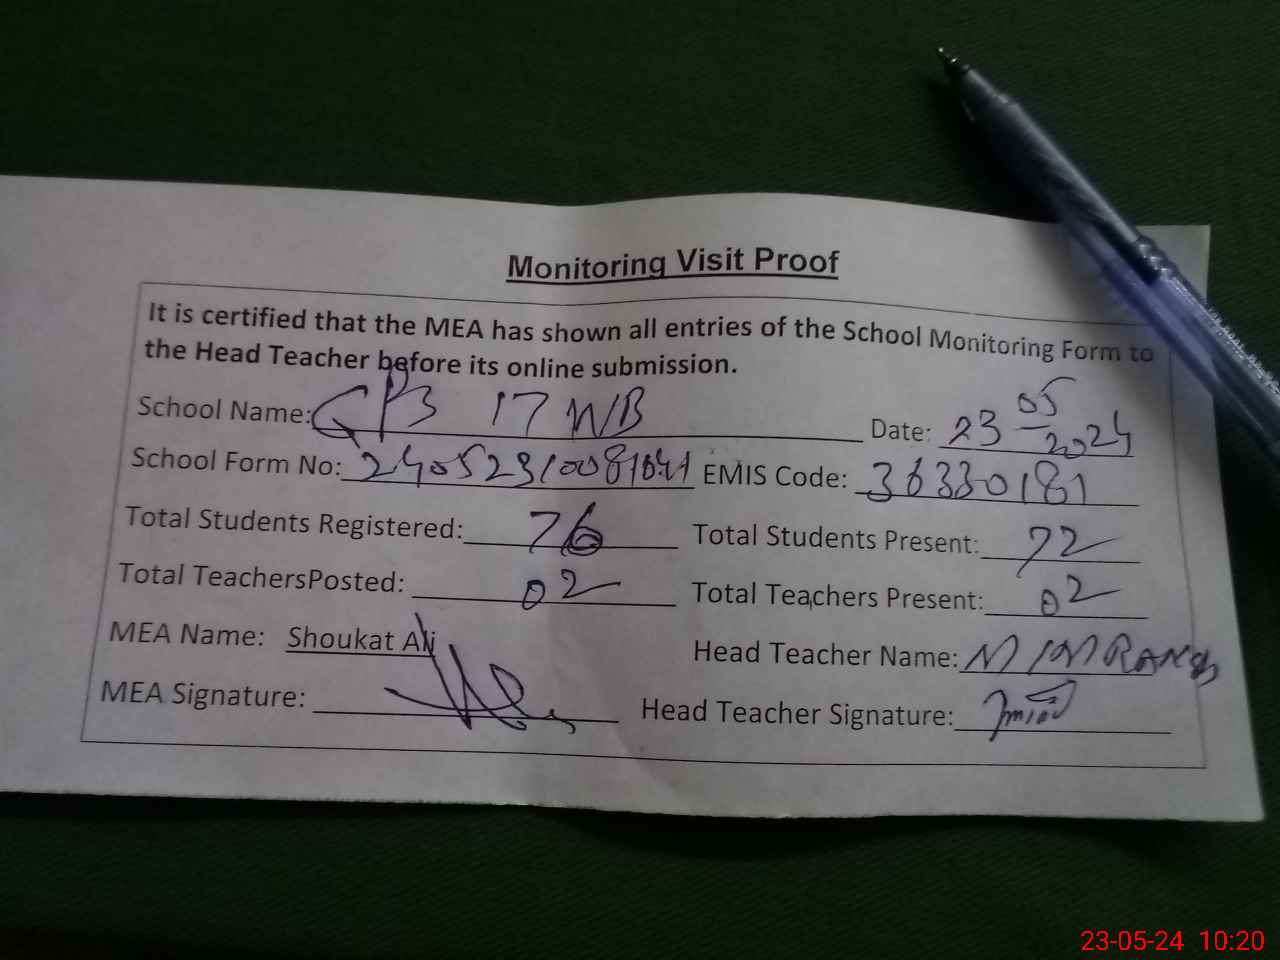 Monitoring Visit Proof
It is certified that the MEA has shown all entries of the School Monitoring Form to
the Head Teacher before its online submission.
School Name: GPS 17 WB Date: 23-05-2024
School Form No: EMIS Code: 36330181
Total Students Registered: 76 Total Students Present: 72
Total TeachersPosted: 02 Total Teachers Present: 02
MEA Name: Shoukat Ali Head Teacher Name: M IMRAN
MEA Signature: Head Teacher Signature:
23-05-24 10:20